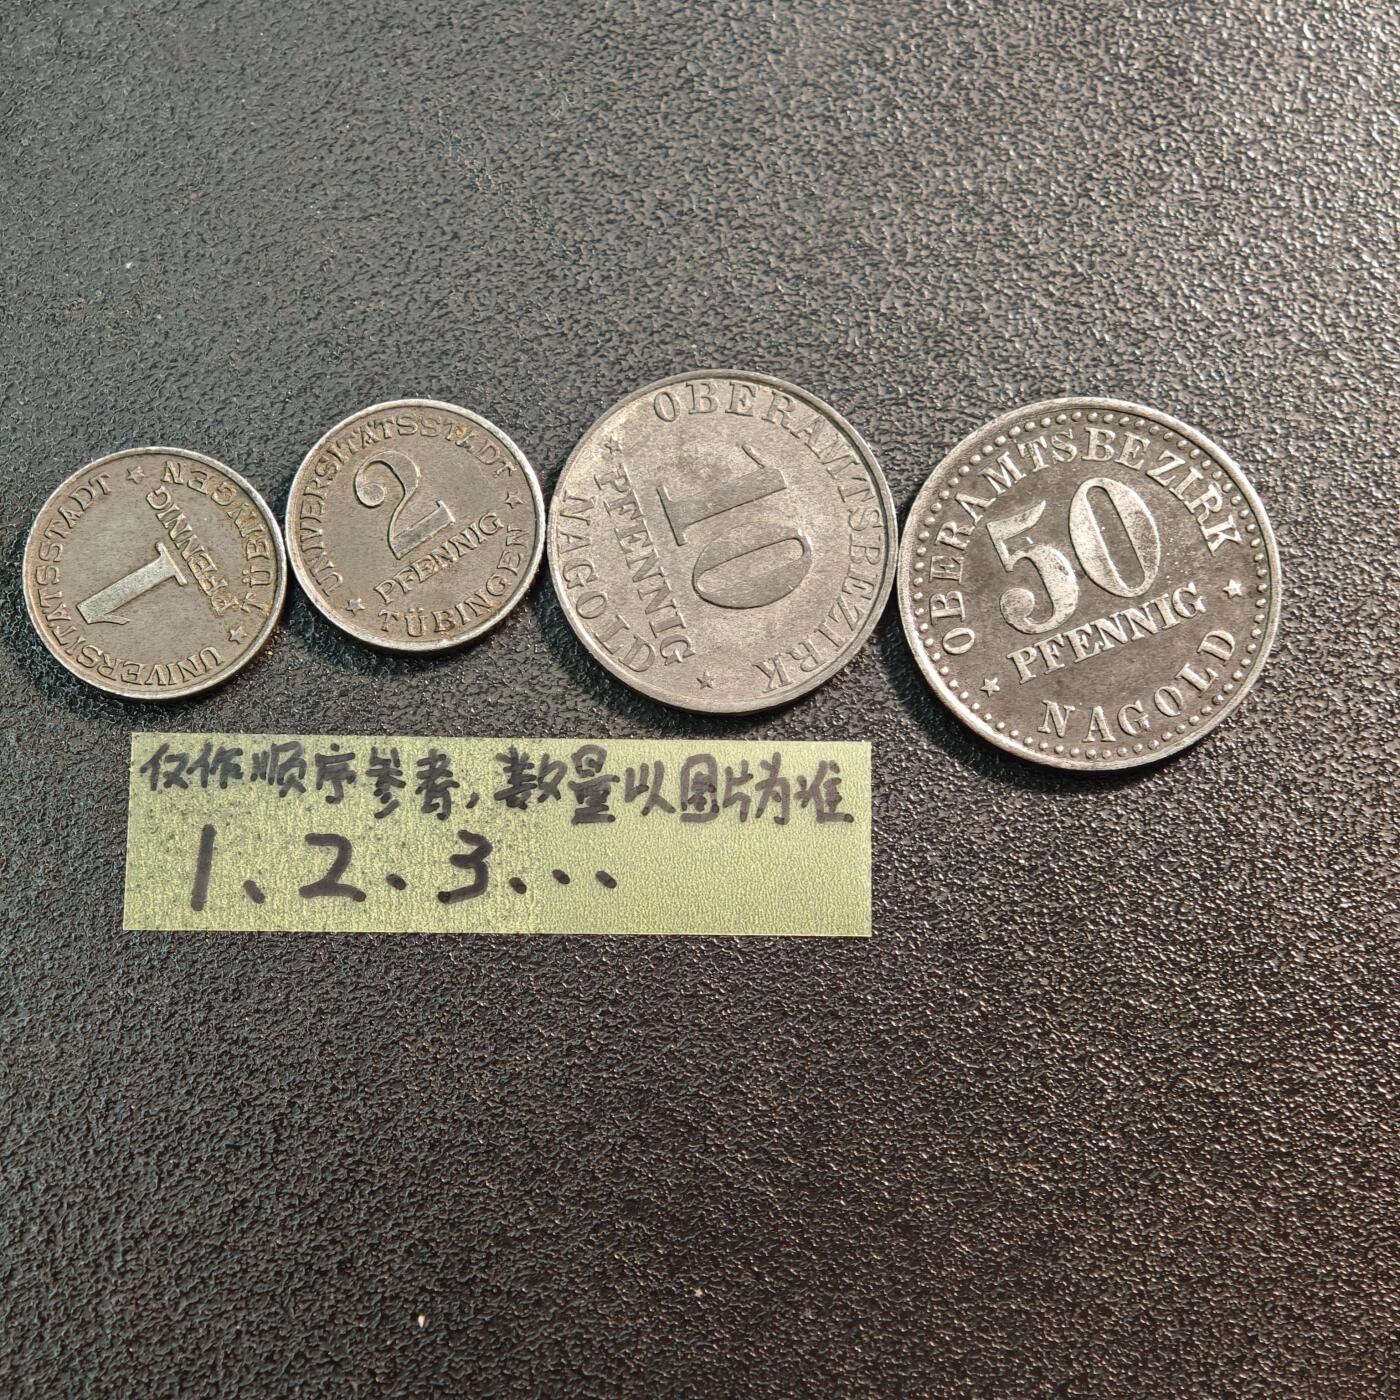 UNIVERSITÄTSSTADT
1
PFENNIG
TÜBINGEN
UNIVERSITÄTSSTADT
2
PFENNIG
TÜBINGEN
OBERAMTSBEZIRK
10
PFENNIG
NAGOLD
OBERAMTSBEZIRK
50
PFENNIG
NAGOLD
仅作顺序参考,数量以图片为准
1、2、3...